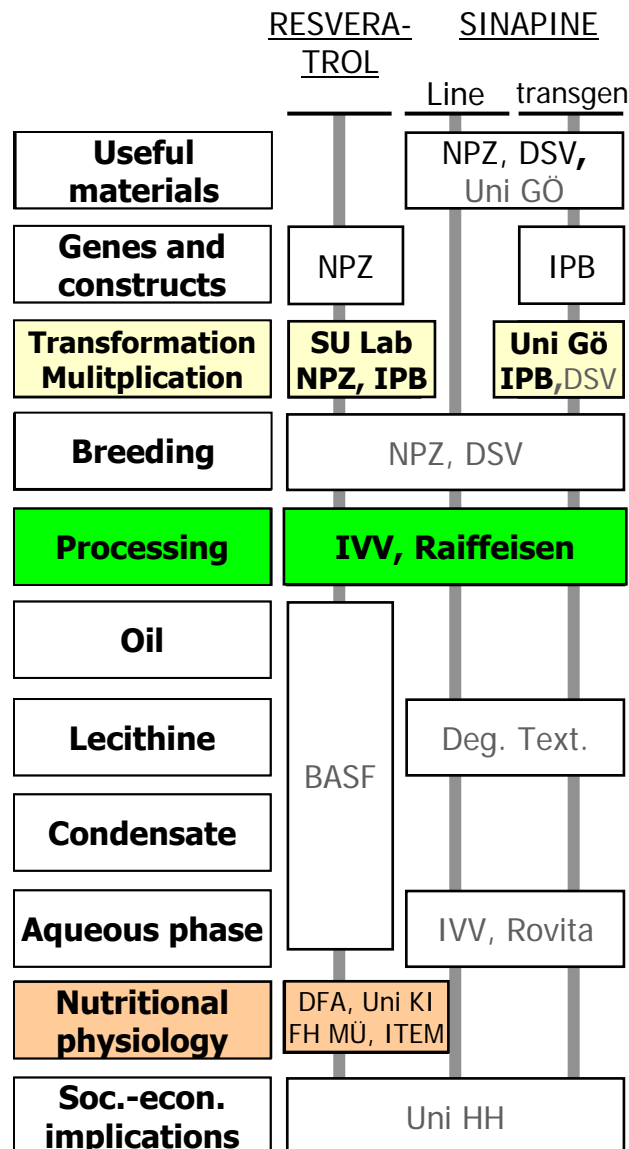 RESVERA-
TROL
SINAPINE
Line
transgen
Useful
materials
NPZ, DSV,
Uni GÖ
Genes and
constructs
NPZ
IPB
Transformation
Mulitplication
SU Lab
NPZ, IPB
Uni Gö
IPB,DSV
Breeding
NPZ, DSV
Processing
IVV, Raiffeisen
Oil
Lecithine
Condensate
Aqueous phase
BASF
Deg. Text.
IVV, Rovita
Nutritional
physiology
DFA, Uni KI
FH MÜ, ITEM
Soc.-econ.
implications
Uni HH